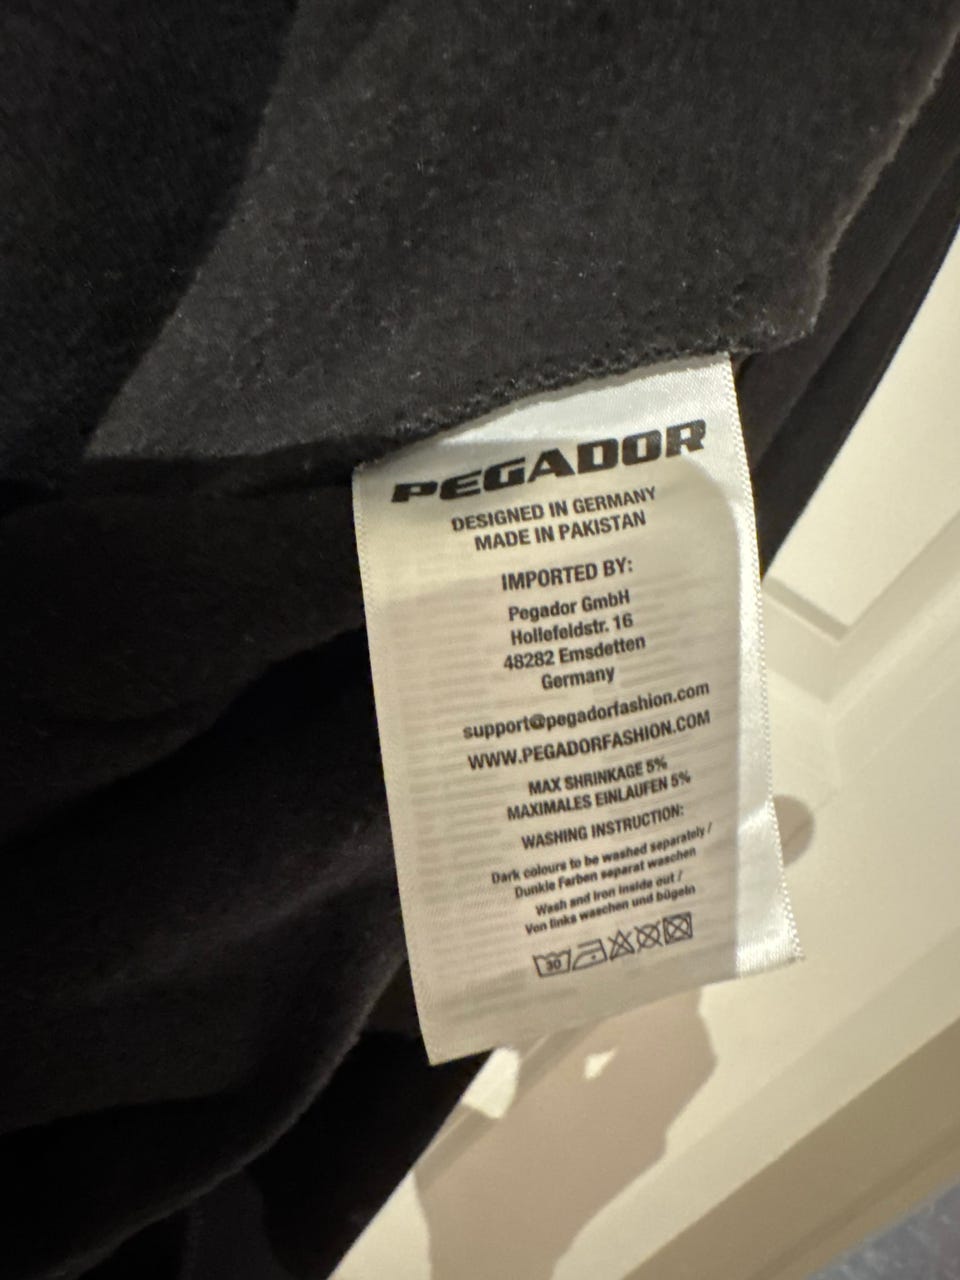 PEGADOR
DESIGNED IN GERMANY
MADE IN PAKISTAN
IMPORTED BY:
Pegador GmbH
Hollefeldstr. 16
48282 Emsdetten
Germany
support@pegadorfashion.com
WWW.PEGADORFASHION.COM
MAX SHRINKAGE 5%
MAXIMALES EINLAUFEN 5%
WASHING INSTRUCTION:
Dark colours to be washed separately /
Dunkle Farben separat waschen
Wash and Iron inside out /
Von links waschen und bügeln
30